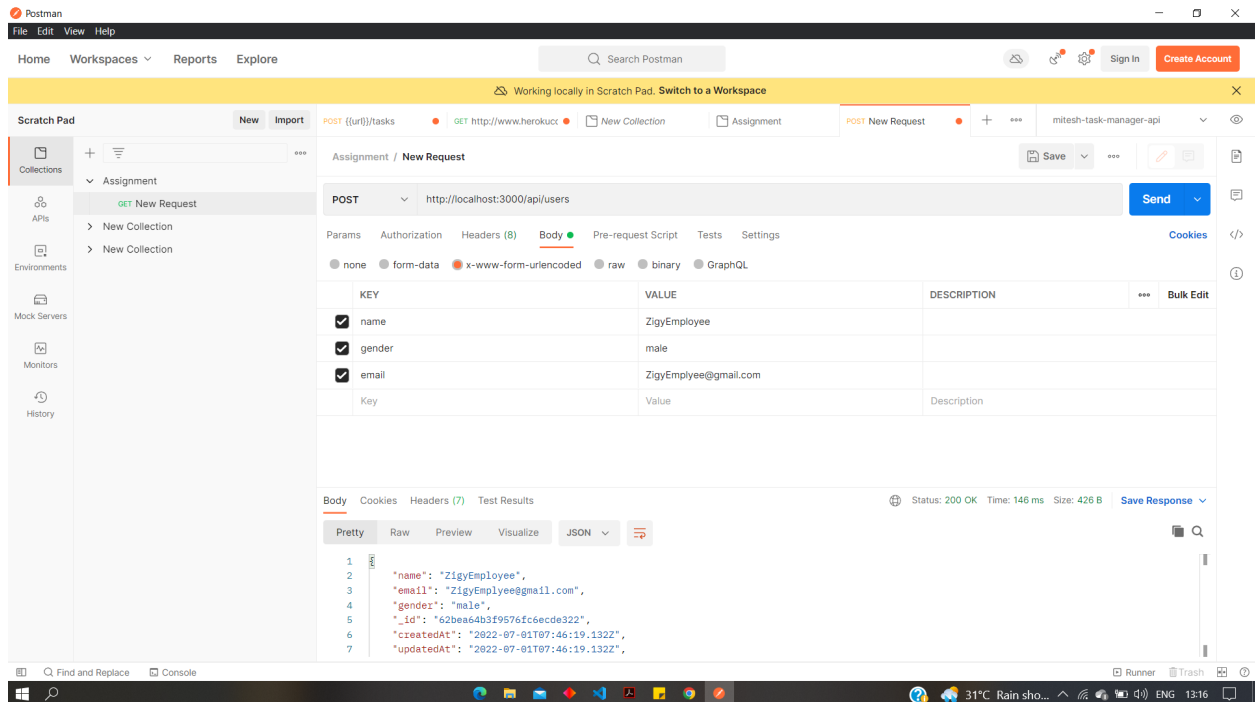 Postman
File Edit View Help
Home Workspaces Reports Explore Search Postman Sign In Create Account
Working locally in Scratch Pad. Switch to a Workspace
Scratch Pad New Import POST {{url}}/tasks GET http://www.herokucc New Collection Assignment POST New Request mitesh-task-manager-api
Collections
APIs
Environments
Mock Servers
Monitors
History
Assignment
GET New Request
New Collection
New Collection
Assignment / New Request Save
POST http://localhost:3000/api/users Send
Params Authorization Headers (8) Body Pre-request Script Tests Settings Cookies
none form-data x-www-form-urlencoded raw binary GraphQL
KEY VALUE DESCRIPTION Bulk Edit
name ZigyEmployee
gender male
email ZigyEmplyee@gmail.com
Key Value Description
Body Cookies Headers (7) Test Results Status: 200 OK Time: 146 ms Size: 426 B Save Response
Pretty Raw Preview Visualize JSON
1 {
2 "name": "ZigyEmployee",
3 "email": "ZigyEmplyee@gmail.com",
4 "gender": "male",
5 "_id": "62bea64b3f9576fc6ecde322",
6 "createdAt": "2022-07-01T07:46:19.132Z",
7 "updatedAt": "2022-07-01T07:46:19.132Z",
Find and Replace Console Runner Trash
31°C Rain sho... ENG 13:16